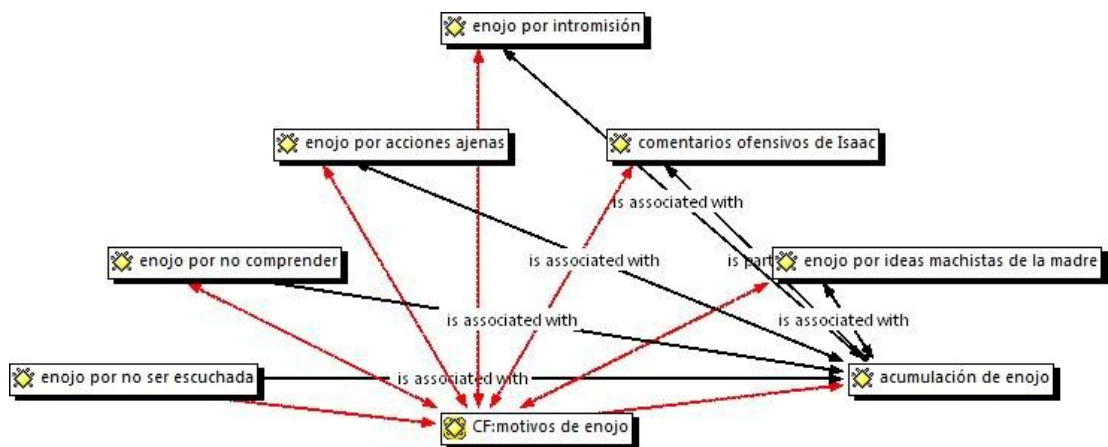 enojo por intromisión
enojo por acciones ajenas
comentarios ofensivos de Isaac
is associated with
enojo por no comprender
is associated with
is part
enojo por ideas machistas de la madre
is associated with
is associated with
enojo por no ser escuchada
is associated with
acumulación de enojo
CF:motivos de enojo